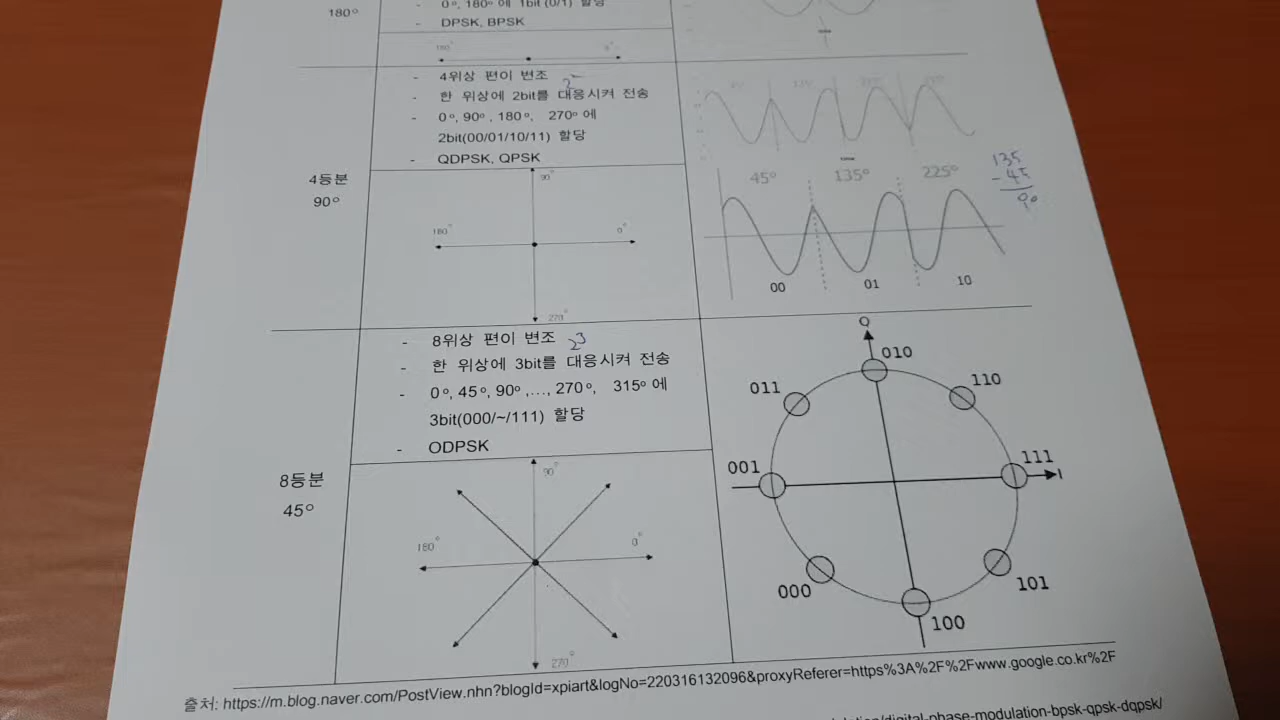 180°
- 0°, 180° 에 1bit (0/1) 할당
- DPSK, BPSK
180°
0°
- 4위상 편이 변조
2
- 한 위상에 2bit를 대응시켜 전송
- 0°, 90° , 180°, 270° 에
2bit(00/01/10/11) 할당
- QDPSK, QPSK
4등분
90°
90°
180°
0°
270°
45°
135°
225°
00
01
10
135
- 45
- 8위상 편이 변조
23
- 한 위상에 3bit를 대응시켜 전송
- 0°, 45°, 90° ,..., 270°, 315° 에
3bit(000/~/111) 할당
- ODPSK
8등분
45°
90°
180°
0°
270°
Q
010
011
110
001
111
I
000
101
100
출처: https://m.blog.naver.com/PostView.nhn?blogId=xpiart&logNo=220316132096&proxyReferer=https%3A%2F%2Fwww.google.co.kr%2F
/digital-phase-modulation-bpsk-qpsk-dqpsk/